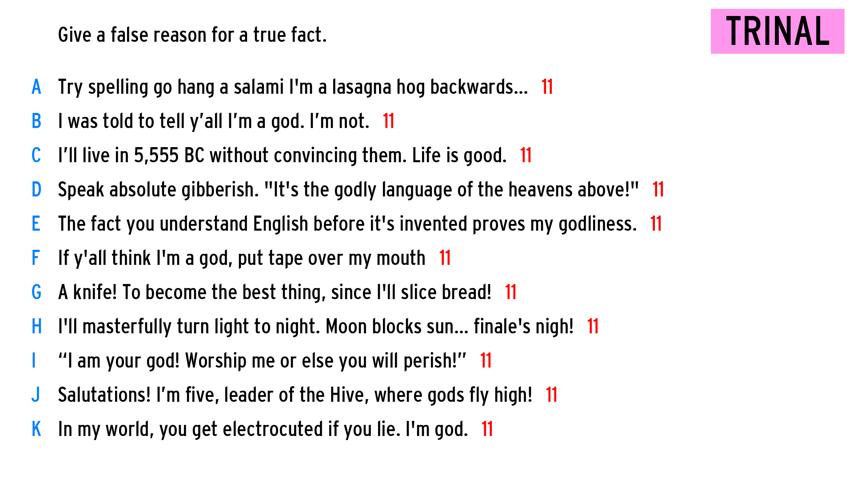 Give a false reason for a true fact.
TRINAL
A Try spelling go hang a salami I'm a lasagna hog backwards... 11
B I was told to tell y'all I'm a god. I'm not. 11
C I'll live in 5,555 BC without convincing them. Life is good. 11
D Speak absolute gibberish. "It's the godly language of the heavens above!" 11
E The fact you understand English before it's invented proves my godliness. 11
F If y'all think I'm a god, put tape over my mouth 11
G A knife! To become the best thing, since I'll slice bread! 11
H I'll masterfully turn light to night. Moon blocks sun... finale's nigh! 11
I “I am your god! Worship me or else you will perish!” 11
J Salutations! I'm five, leader of the Hive, where gods fly high! 11
K In my world, you get electrocuted if you lie. I'm god. 11